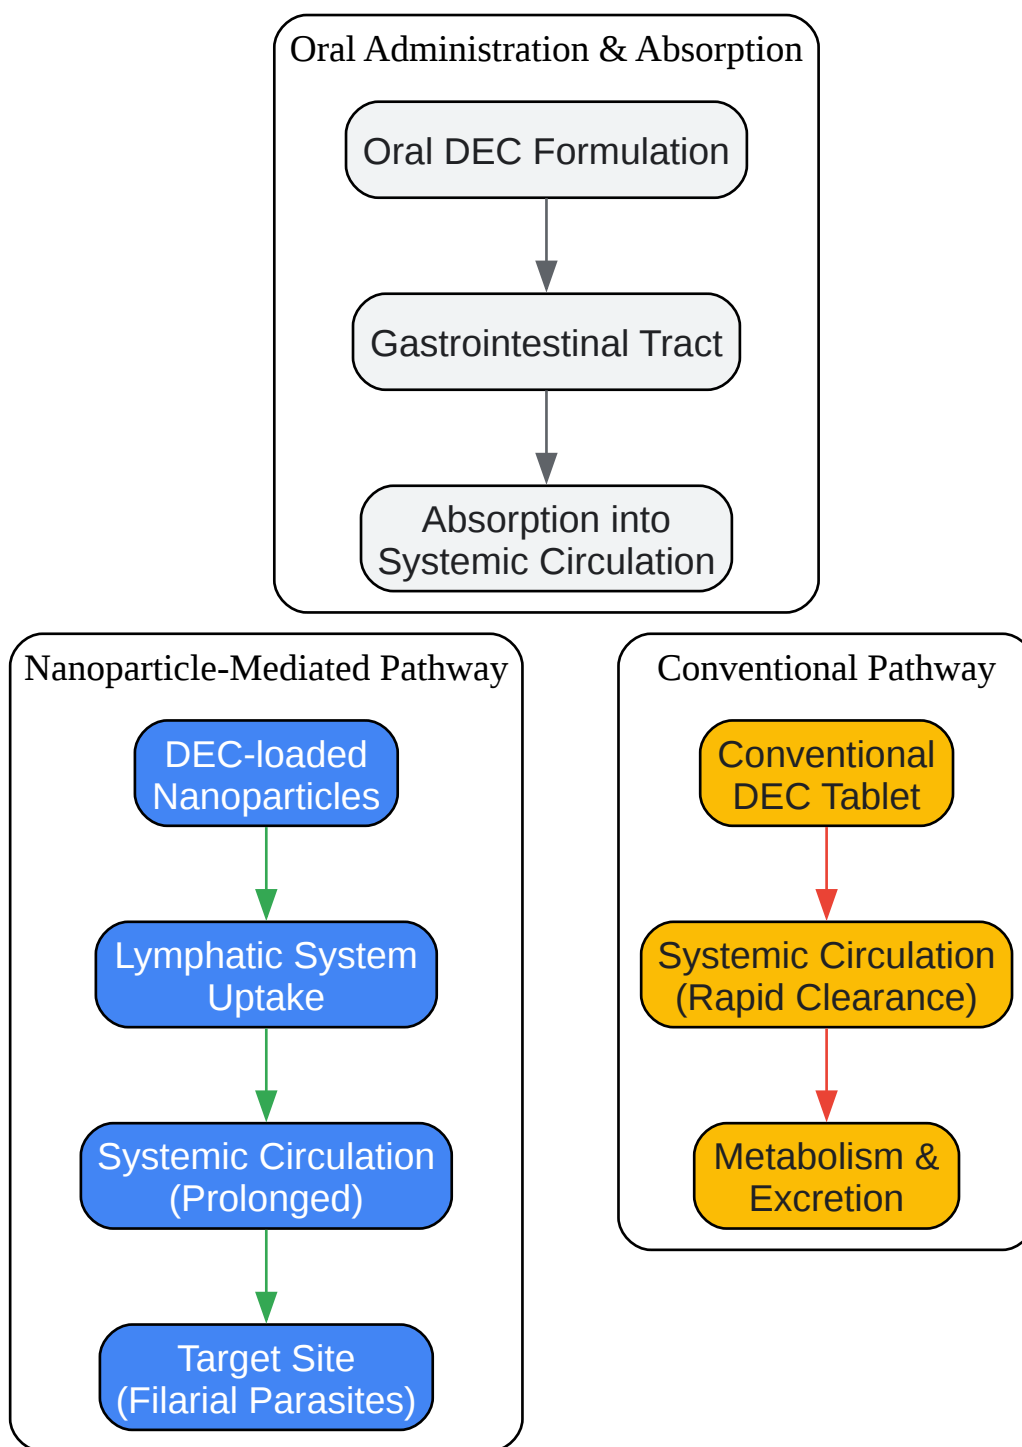 Oral Administration & Absorption
Oral DEC Formulation
Gastrointestinal Tract
Absorption into
Systemic Circulation
Nanoparticle-Mediated Pathway
DEC-loaded
Nanoparticles
Lymphatic System
Uptake
Systemic Circulation
(Prolonged)
Target Site
(Filarial Parasites)
Conventional Pathway
Conventional
DEC Tablet
Systemic Circulation
(Rapid Clearance)
Metabolism &
Excretion